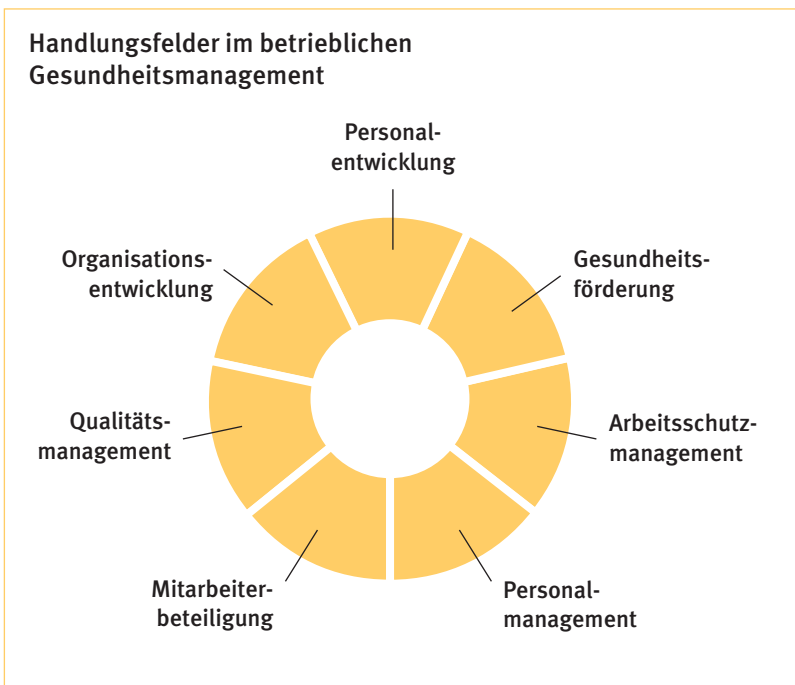 Handlungsfelder im betrieblichen
Gesundheitsmanagement
Personal-
entwicklung
Organisations-
entwicklung
Gesundheits-
förderung
Qualitäts-
management
Arbeitsschutz-
management
Mitarbeiter-
beteiligung
Personal-
management